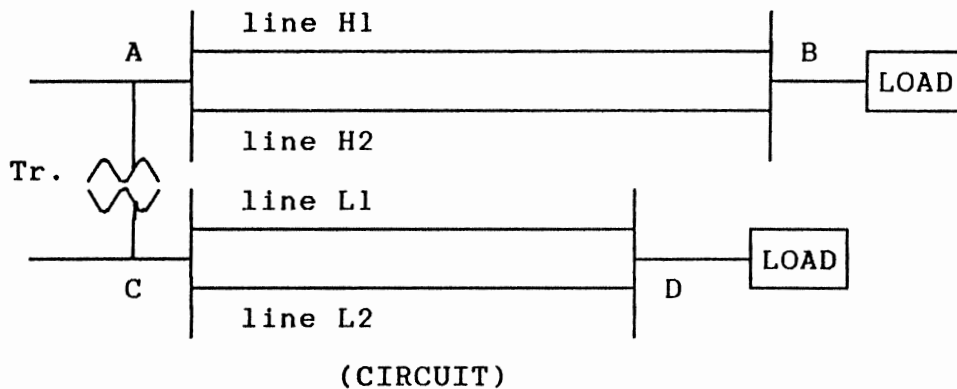 line H1
A
B
LOAD
line H2
Tr.
line L1
LOAD
C
D
line L2
(CIRCUIT)